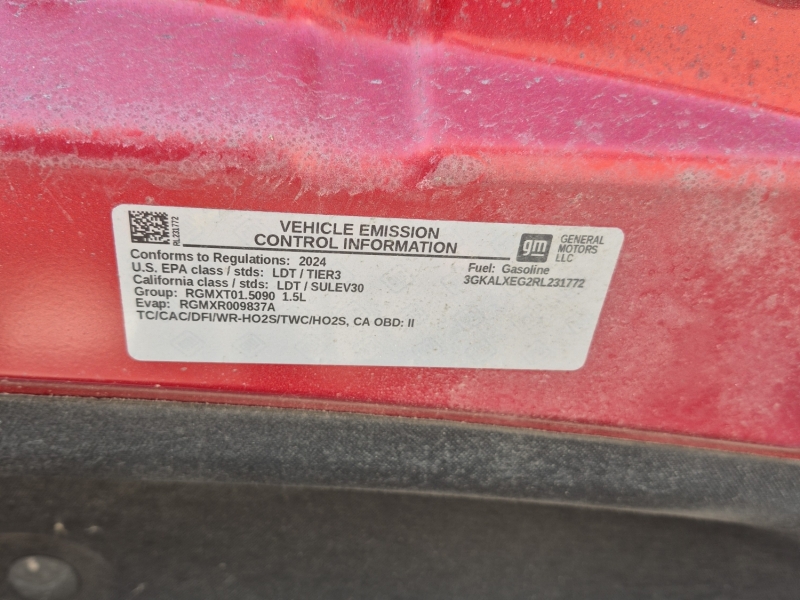 RL231772
VEHICLE EMISSION
CONTROL INFORMATION
gm
GENERAL
MOTORS
LLC
Conforms to Regulations: 2024
U.S. EPA class / stds: LDT / TIER3
California class / stds: LDT / SULEV30
Group: RGMXT01.5090 1.5L
Evap: RGMXR009837A
TC/CAC/DFI/WR-HO2S/TWC/HO2S, CA OBD: II
Fuel: Gasoline
3GKALXEG2RL231772